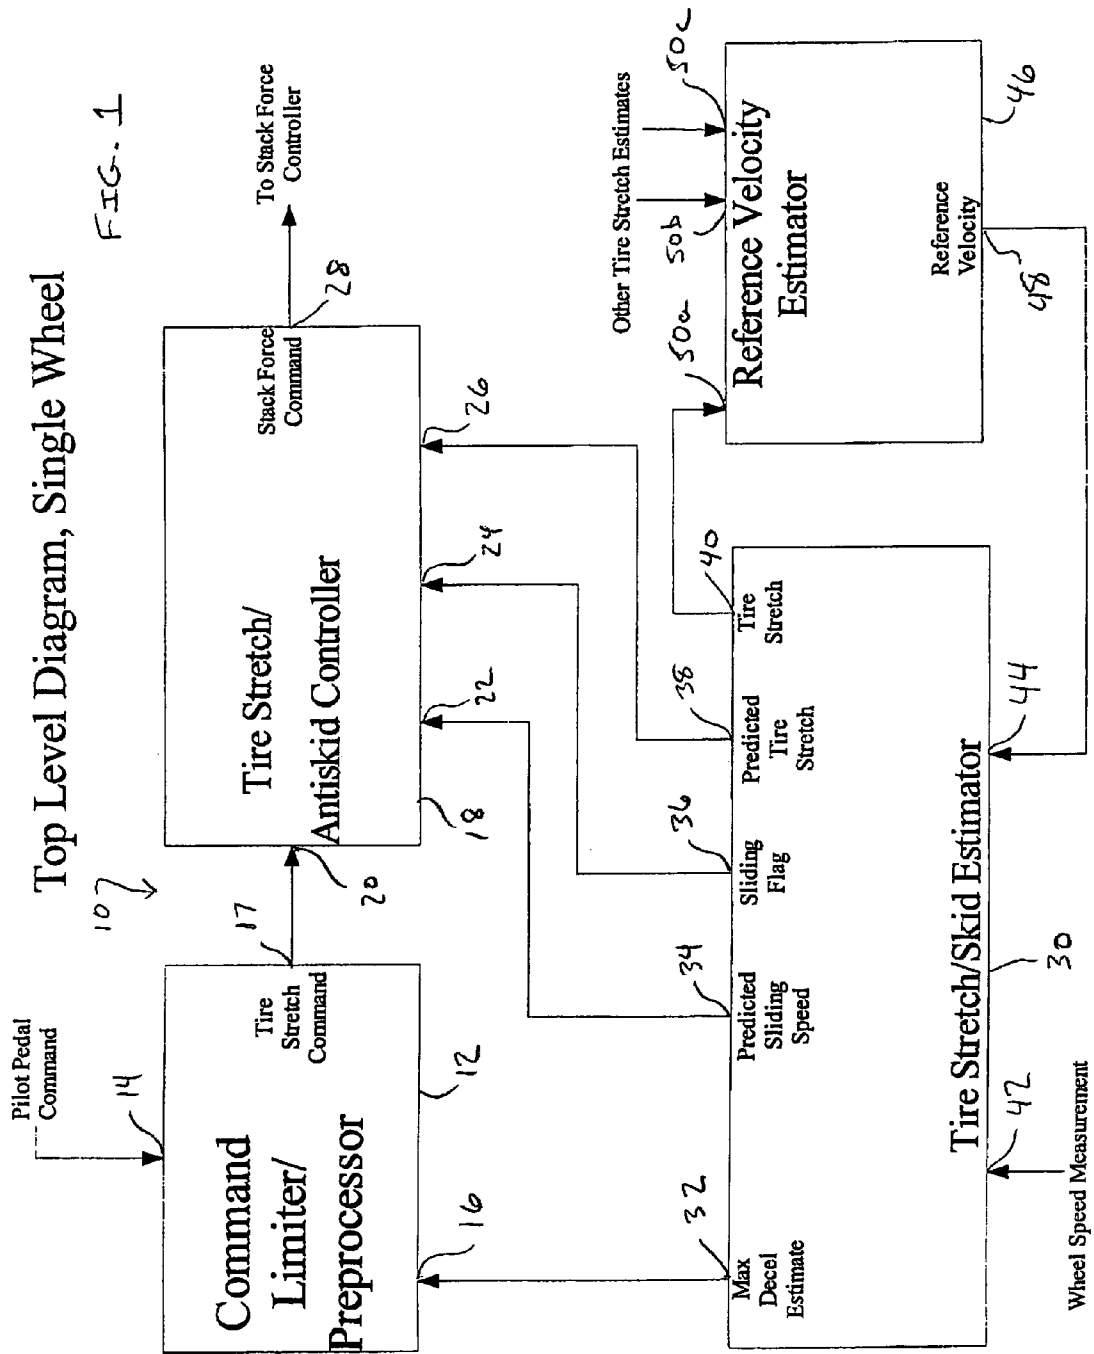 Top Level Diagram, Single Wheel
FIG. 1
10
Pilot Pedal
Command
14
Command
Limiter/
Preprocessor
12
16
Tire
Stretch
Command
17
20
Tire Stretch/
Antiskid Controller
18
22
24
26
Stack Force
Command
28
To Stack Force
Controller
32
Max
Decel
Estimate
34
Predicted
Sliding
Speed
36
Sliding
Flag
38
Predicted
Tire
Stretch
40
Tire
Stretch
Tire Stretch/Skid Estimator
30
42
Wheel Speed Measurement
44
Other Tire Stretch Estimates
50a
50b
50c
Reference Velocity
Estimator
46
Reference
Velocity
48